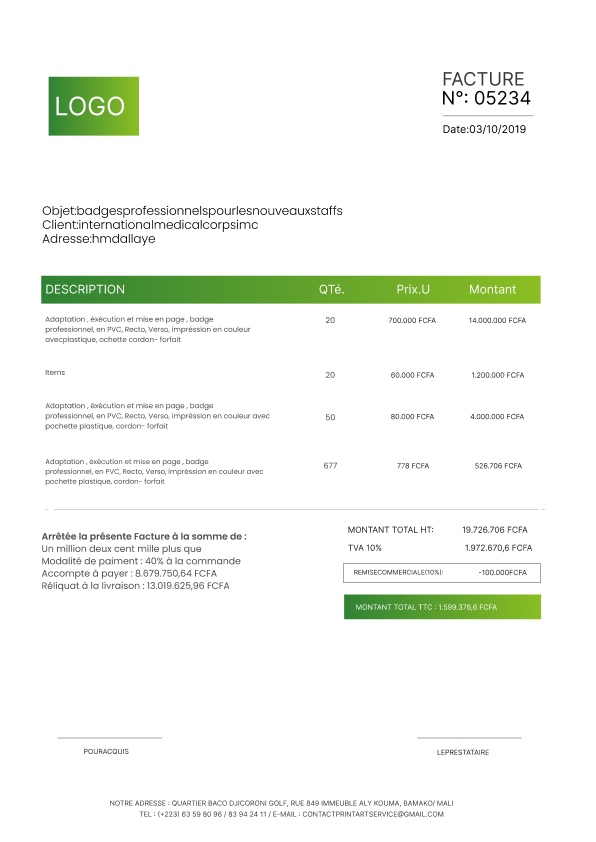 LOGO
FACTURE
N°: 05234
Date:03/10/2019
Objet:badgesprofessionnelspourlesnouveauxstaffs
Client:internationalmedicalcorpsimc
Adresse:hmdallaye
DESCRIPTION QTé. Prix.U Montant
Adaptation , éxécution et mise en page , badge
professionnel, en PVC, Recto, Verso, impréssion en couleur
avecplastique, ochette cordon- forfait
20 700.000 FCFA 14.000.000 FCFA
Items
20 60.000 FCFA 1.200.000 FCFA
Adaptation , éxécution et mise en page , badge
professionnel, en PVC, Recto, Verso, impréssion en couleur avec
pochette plastique, cordon- forfait
50 80.000 FCFA 4.000.000 FCFA
Adaptation , éxécution et mise en page , badge
professionnel, en PVC, Recto, Verso, impréssion en couleur avec
pochette plastique, cordon- forfait
677 778 FCFA 526.706 FCFA
Arrêtée la présente Facture à la somme de :
Un million deux cent mille plus que
Modalité de paiment : 40% à la commande
Accompte à payer : 8.679.750,64 FCFA
Réliquat à la livraison : 13.019.625,96 FCFA
MONTANT TOTAL HT: 19.726.706 FCFA
TVA 10% 1.972.670,6 FCFA
REMISECOMMERCIALE(10%): -100.000FCFA
MONTANT TOTAL TTC : 1.599.376,6 FCFA
POURACQUIS
LEPRESTATAIRE
NOTRE ADRESSE : QUARTIER BACO DJICORONI GOLF, RUE 849 IMMEUBLE ALY KOUMA, BAMAKO/ MALI
TEL : (+223) 63 59 80 96 / 83 94 24 11 / E-MAIL : CONTACTPRINTARTSERVICE@GMAIL.COM